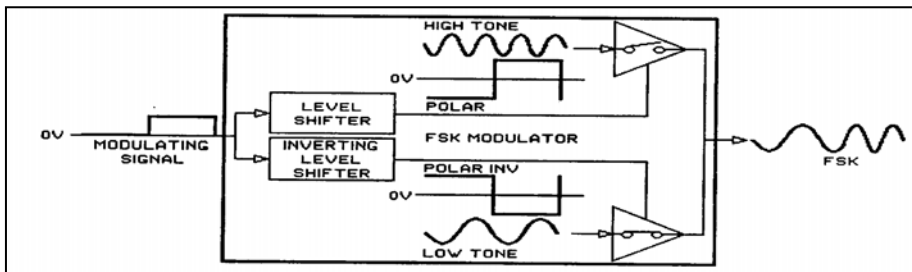 HIGH TONE
0V
POLAR
LEVEL
SHIFTER
0V
MODULATING
SIGNAL
FSK MODULATOR
INVERTING
LEVEL
SHIFTER
FSK
POLAR INV
0V
LOW TONE